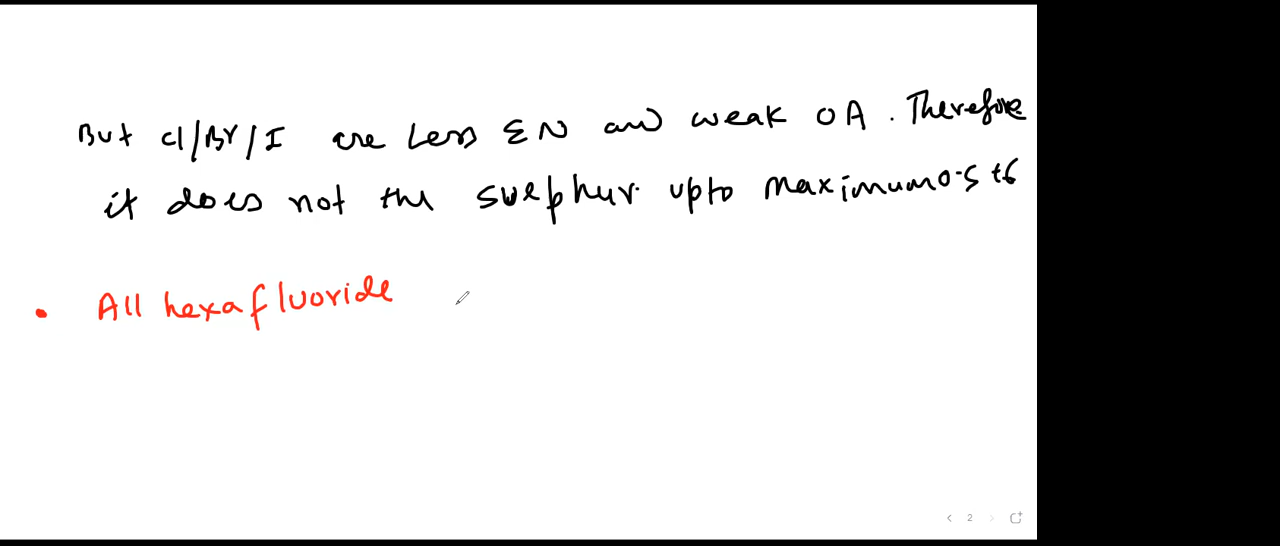 But Cl/Br/I are Less EN and weak OA. Therefore
it does not the sulphur upto maximum O.S +6
• All hexafluoride
2